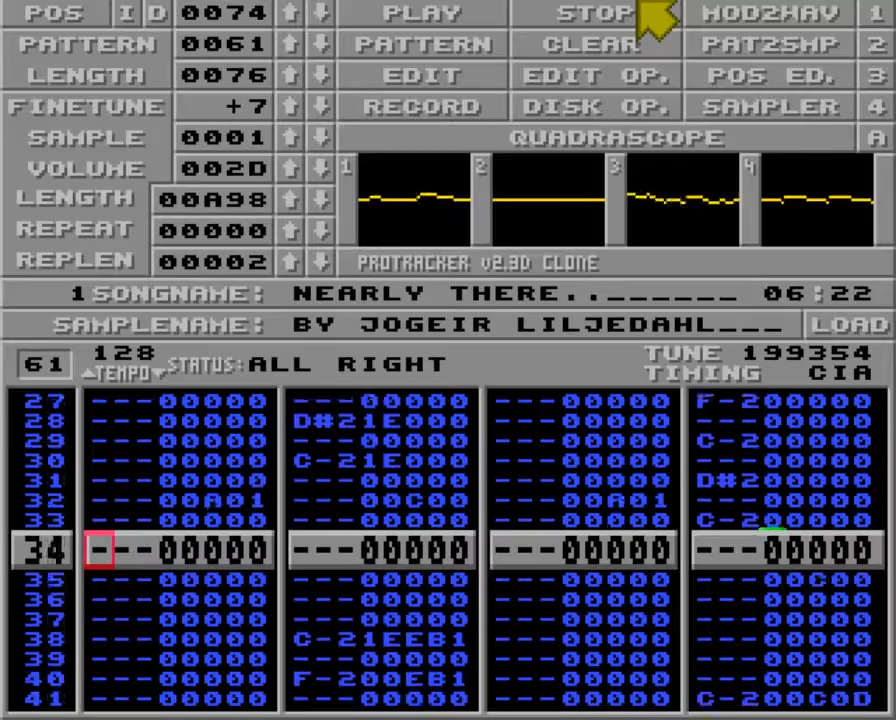 POS I D 0074 PLAY STOP MOD2WAV 1
PATTERN 0061 PATTERN CLEAR PAT2SMP 2
LENGTH 0076 EDIT EDIT OP. POS ED. 3
FINETUNE +7 RECORD DISK OP. SAMPLER 4
SAMPLE 0001 QUADRASCOPE A
VOLUME 002D 1 2 3 4
LENGTH 00A98
REPEAT 00000
REPLEN 00002 PROTRACKER V2.3D CLONE
1 SONGNAME: NEARLY THERE..______ 06:22
SAMPLENAME: BY JOGEIR LILJEDAHL___ LOAD
61 128 TEMPO STATUS: ALL RIGHT TUNE 199354
TIMING CIA
27 ---00000 ---00000 ---00000 F-200000
28 ---00000 D#21E000 ---00000 ---00000
29 ---00000 ---00000 ---00000 C-200000
30 ---00000 C-21E000 ---00000 ---00000
31 ---00000 ---00000 ---00000 D#200000
32 ---00A01 ---00C00 ---00A01 ---00000
33 ---00000 ---00000 ---00000 C-200000
34 ---00000 ---00000 ---00000 ---00000
35 ---00000 ---00000 ---00000 ---00C00
36 ---00000 ---00000 ---00000 ---00000
37 ---00000 ---00000 ---00000 ---00000
38 ---00000 C-21EEB1 ---00000 ---00000
39 ---00000 ---00000 ---00000 ---00000
40 ---00000 F-200EB1 ---00000 ---00000
41 ---00000 ---00000 ---00000 C-200C0D